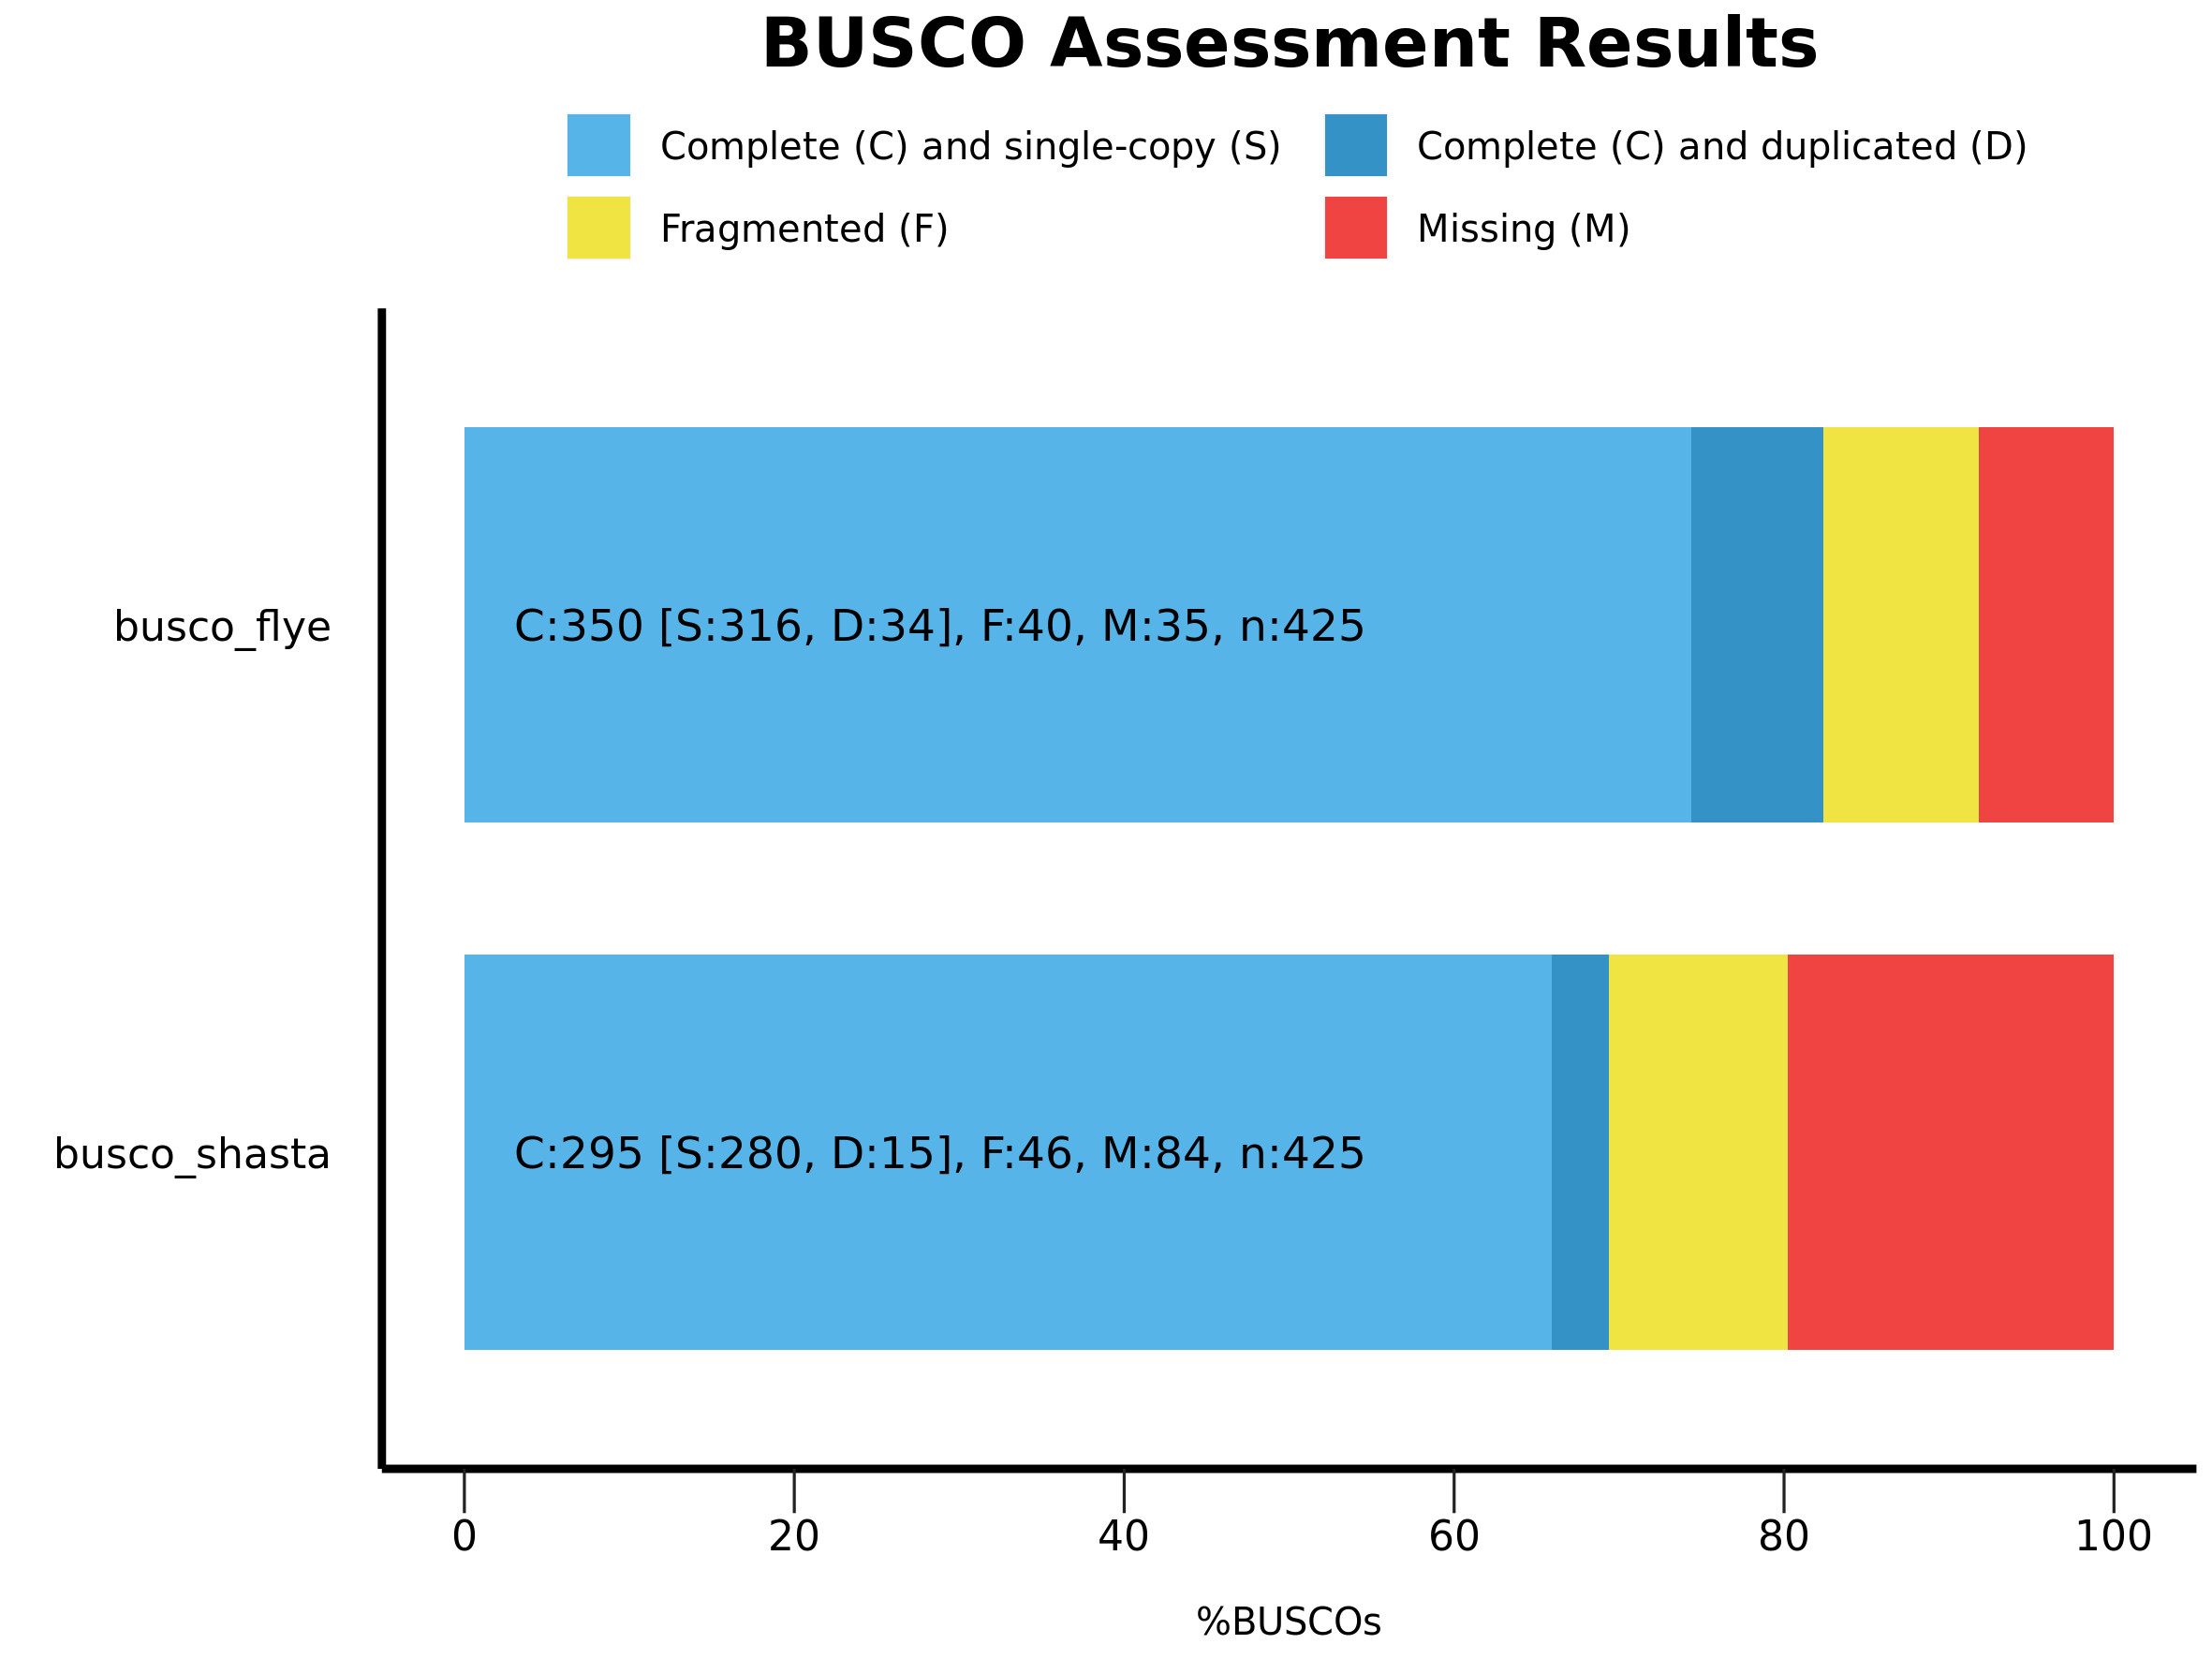 BUSCO Assessment Results
Complete (C) and single-copy (S) Complete (C) and duplicated (D)
Fragmented (F) Missing (M)
busco_flye C:350 [S:316, D:34], F:40, M:35, n:425
busco_shasta C:295 [S:280, D:15], F:46, M:84, n:425
0 20 40 60 80 100
%BUSCOs